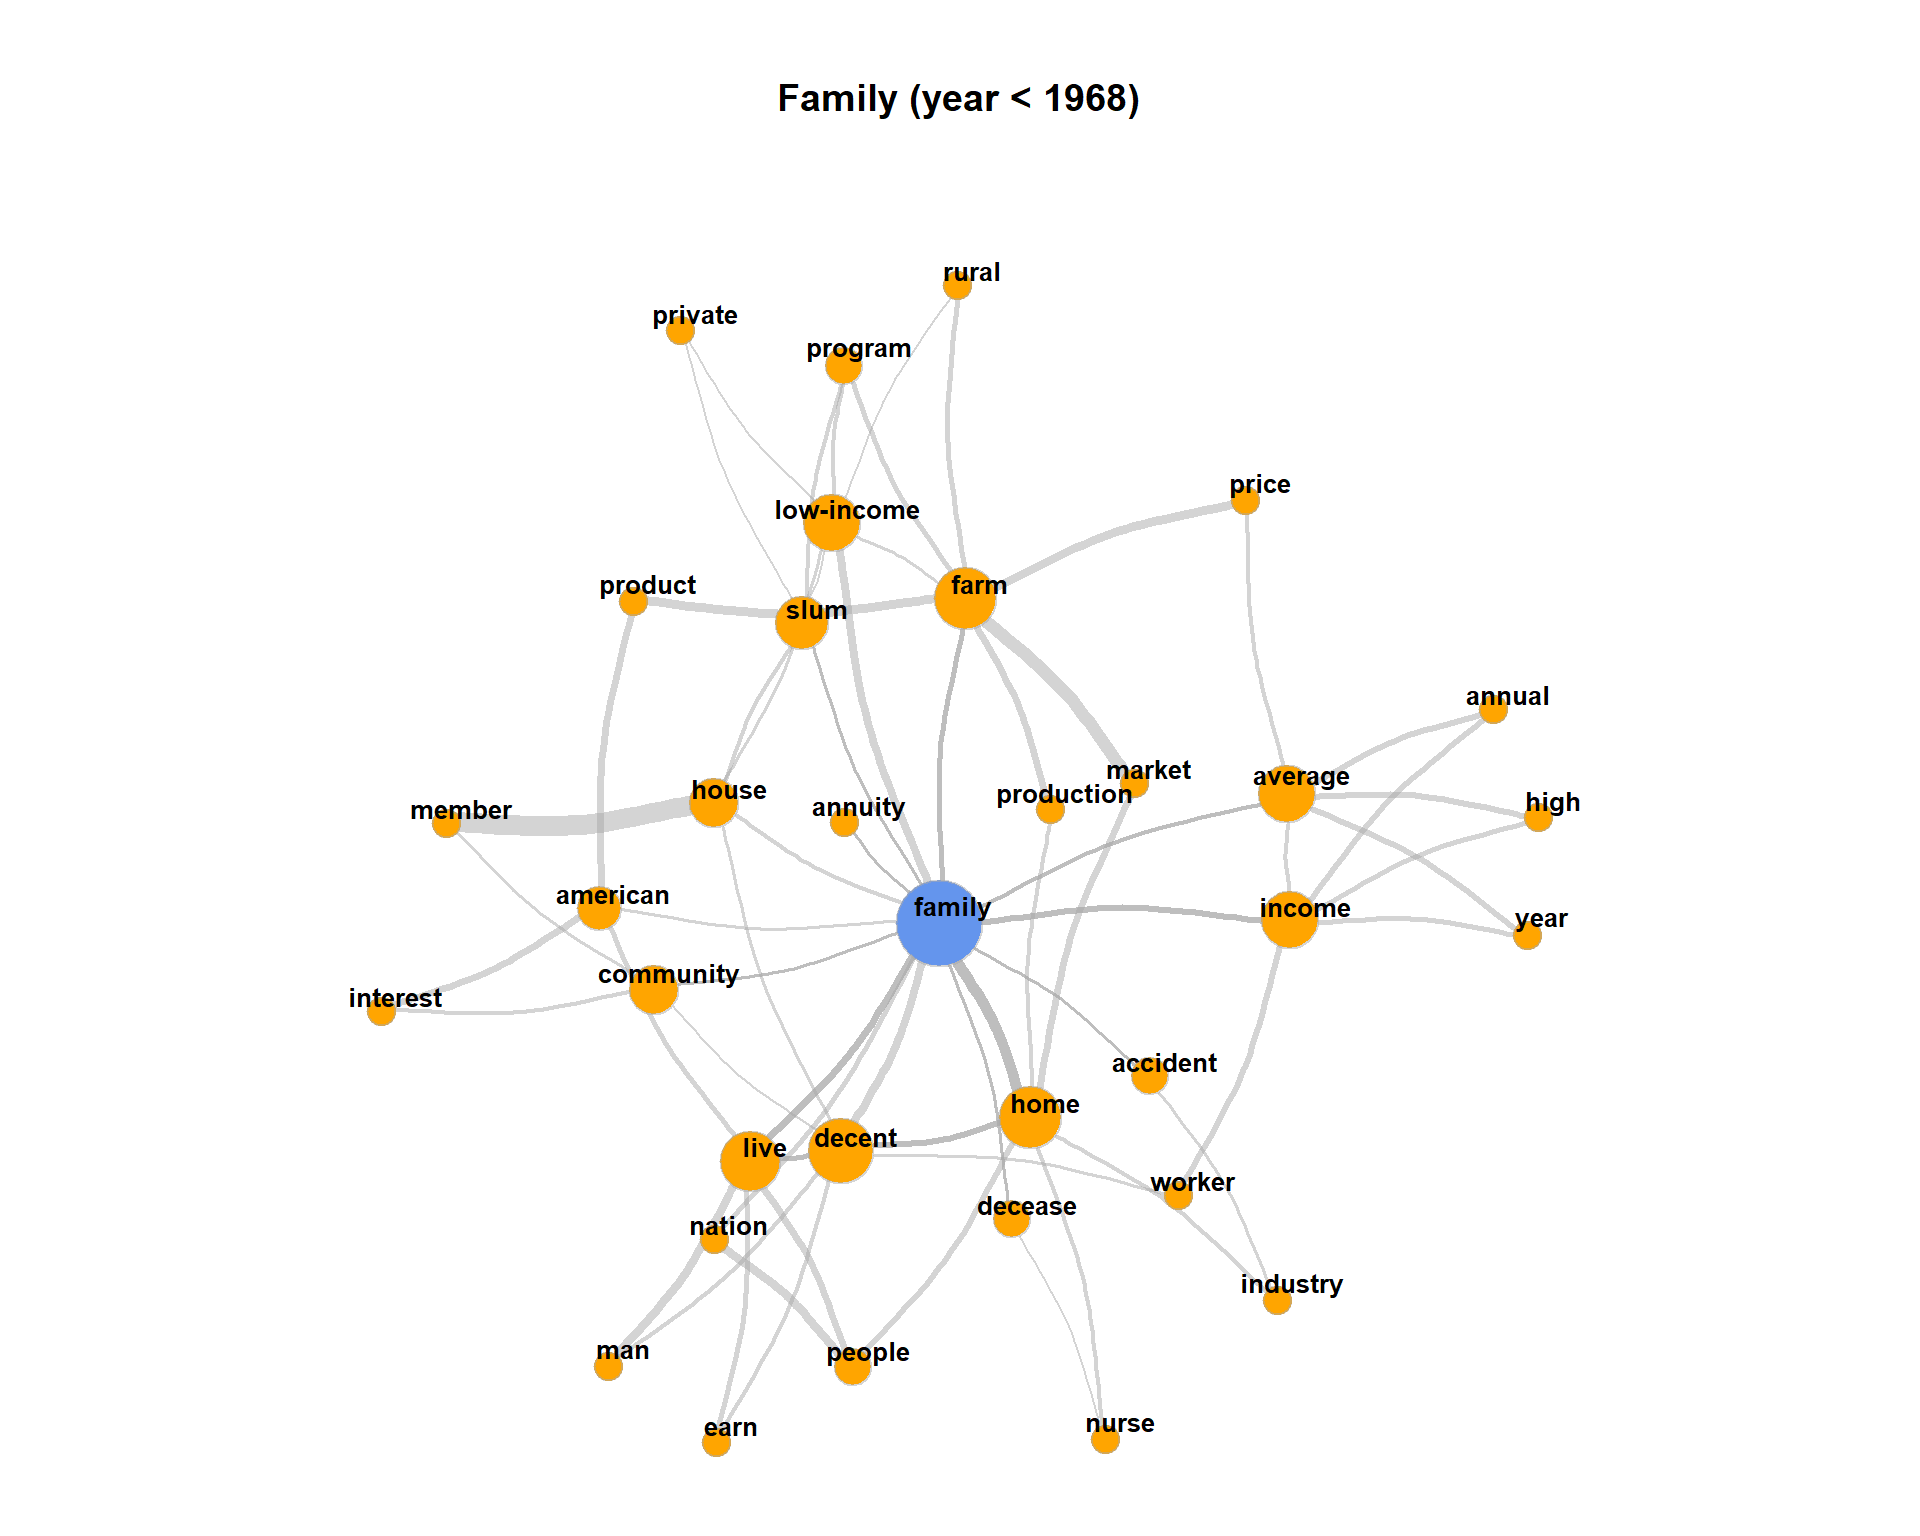 Family (year < 1968)
rural
private
program
price
low-income
farm
product
slum
annual
market
average
house
production
high
member
annuity
american
family
income
year
community
interest
accident
home
decent
live
worker
decease
nation
industry
man
people
earn
nurse